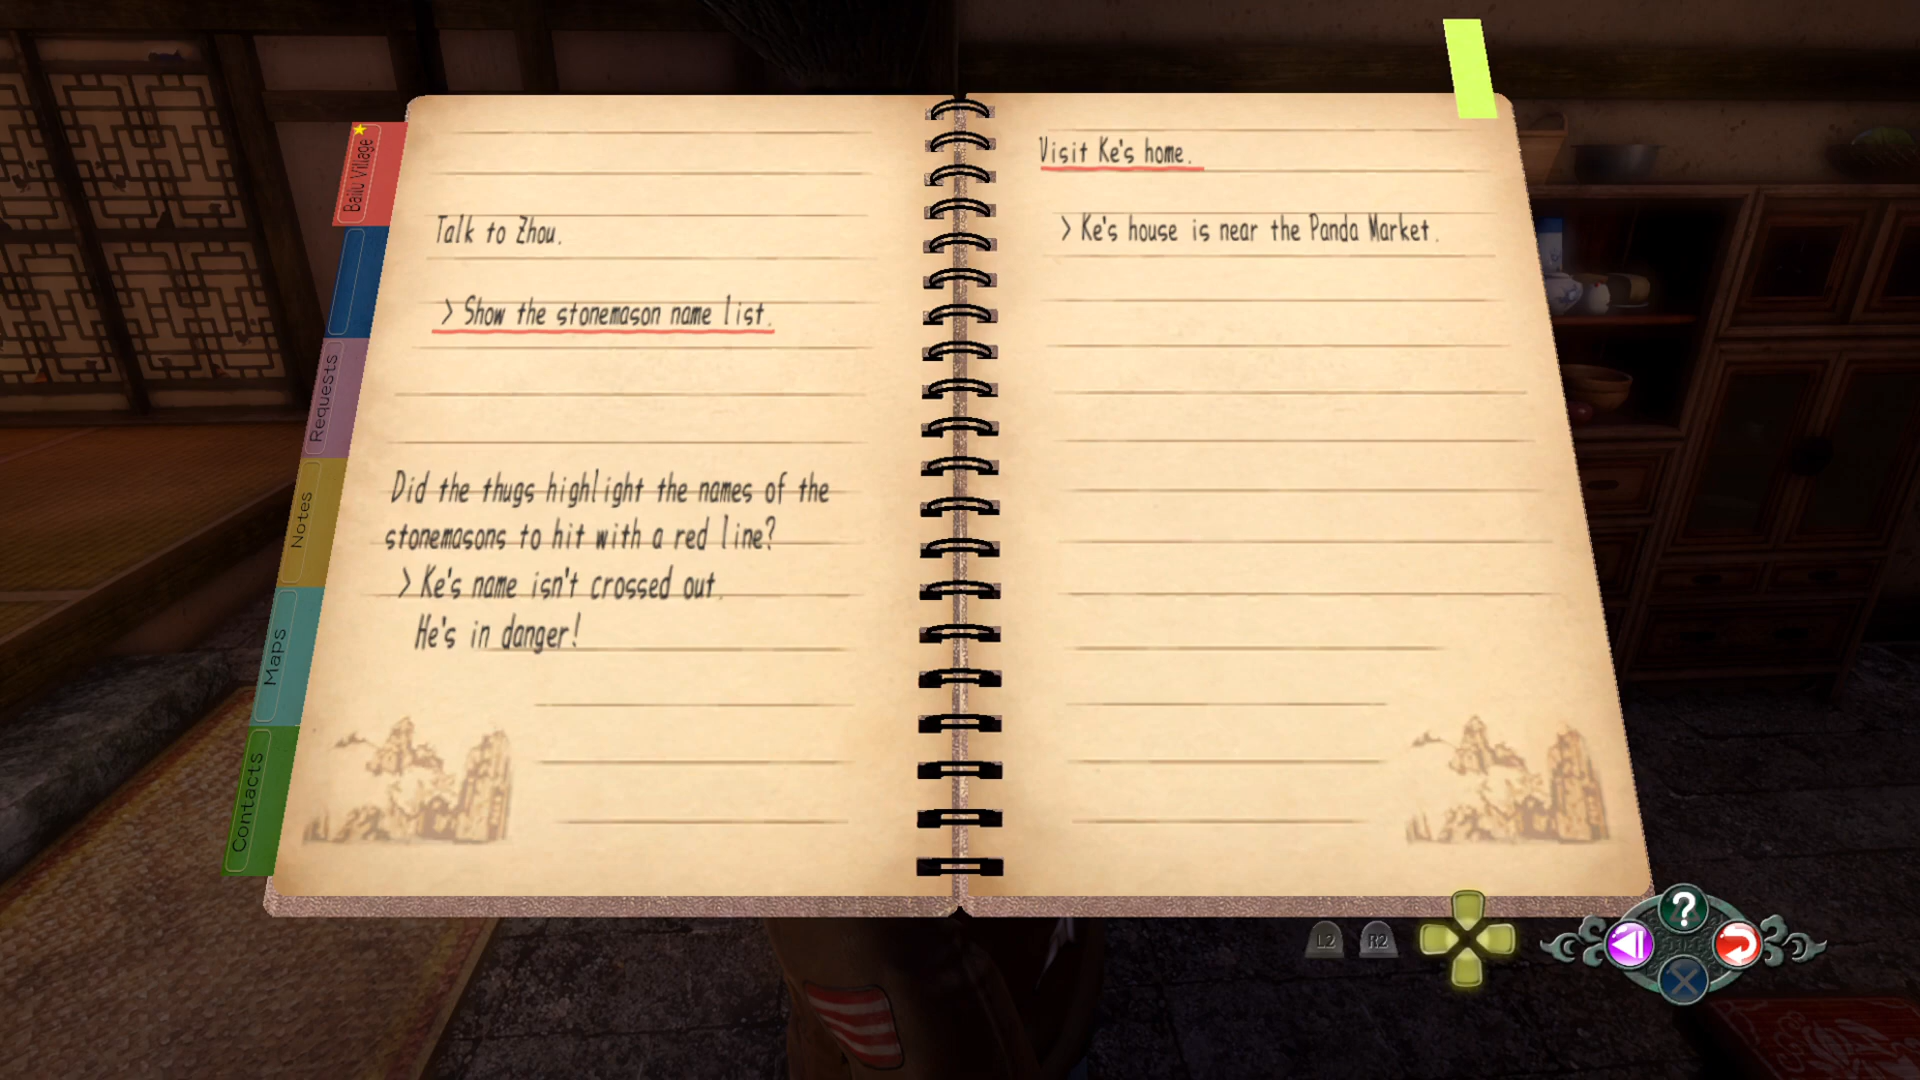 Bailu Village
Requests
Notes
Maps
Contacts
Talk to Zhou.
> Show the stonemason name list.
Did the thugs highlight the names of the
stonemasons to hit with a red line?
> Ke's name isn't crossed out.
He's in danger!
Visit Ke's home.
> Ke's house is near the Panda Market.
L2
R2
?